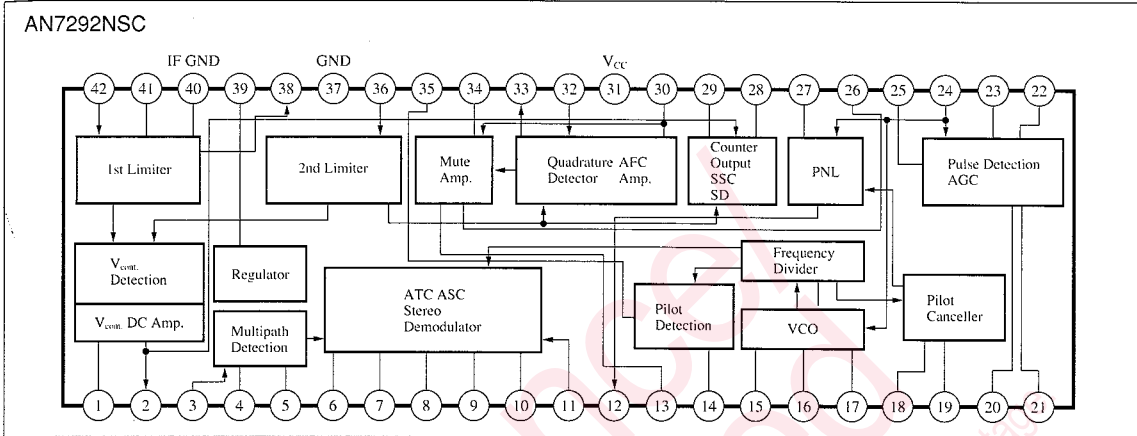 AN7292NSC
IF GND GND VCC
42 41 40 39 38 37 36 35 34 33 32 31 30 29 28 27 26 25 24 23 22
1st Limiter
2nd Limiter
Mute
Amp.
Quadrature AFC
Detector Amp.
Counter
Output
SSC
SD
PNL
Pulse Detection
AGC
Vcont.
Detection
Vcont. DC Amp.
Regulator
Multipath
Detection
ATC ASC
Stereo
Demodulator
Pilot
Detection
Frequency
Divider
VCO
Pilot
Canceller
1 2 3 4 5 6 7 8 9 10 11 12 13 14 15 16 17 18 19 20 21